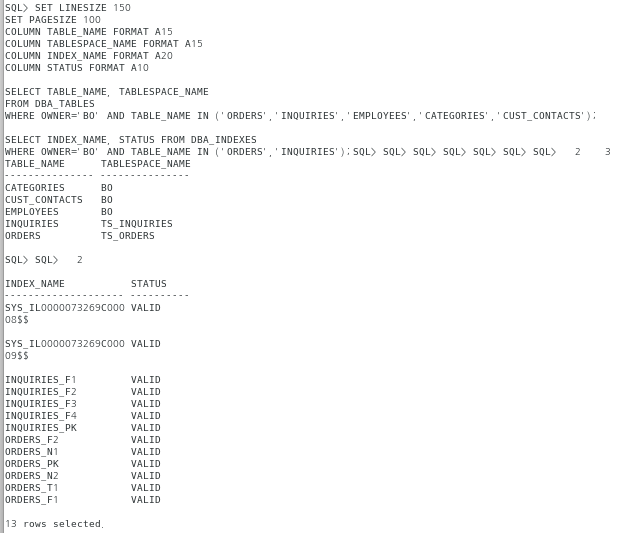 SQL> SET LINESIZE 150
SET PAGESIZE 100
COLUMN TABLE_NAME FORMAT A15
COLUMN TABLESPACE_NAME FORMAT A15
COLUMN INDEX_NAME FORMAT A20
COLUMN STATUS FORMAT A10

SELECT TABLE_NAME, TABLESPACE_NAME
FROM DBA_TABLES
WHERE OWNER='BO' AND TABLE_NAME IN ('ORDERS','INQUIRIES','EMPLOYEES','CATEGORIES','CUST_CONTACTS');

SELECT INDEX_NAME, STATUS FROM DBA_INDEXES
WHERE OWNER='BO' AND TABLE_NAME IN ('ORDERS','INQUIRIES');SQL> SQL> SQL> SQL> SQL> SQL> SQL>   2    3
TABLE_NAME      TABLESPACE_NAME
--------------- ---------------
CATEGORIES      BO
CUST_CONTACTS   BO
EMPLOYEES       BO
INQUIRIES       TS_INQUIRIES
ORDERS          TS_ORDERS

SQL> SQL>   2

INDEX_NAME           STATUS
-------------------- ----------
SYS_IL0000073269C000 VALID
08$$

SYS_IL0000073269C000 VALID
09$$

INQUIRIES_F1         VALID
INQUIRIES_F2         VALID
INQUIRIES_F3         VALID
INQUIRIES_F4         VALID
INQUIRIES_PK         VALID
ORDERS_F2            VALID
ORDERS_N1            VALID
ORDERS_PK            VALID
ORDERS_N2            VALID
ORDERS_T1            VALID
ORDERS_F1            VALID

13 rows selected.